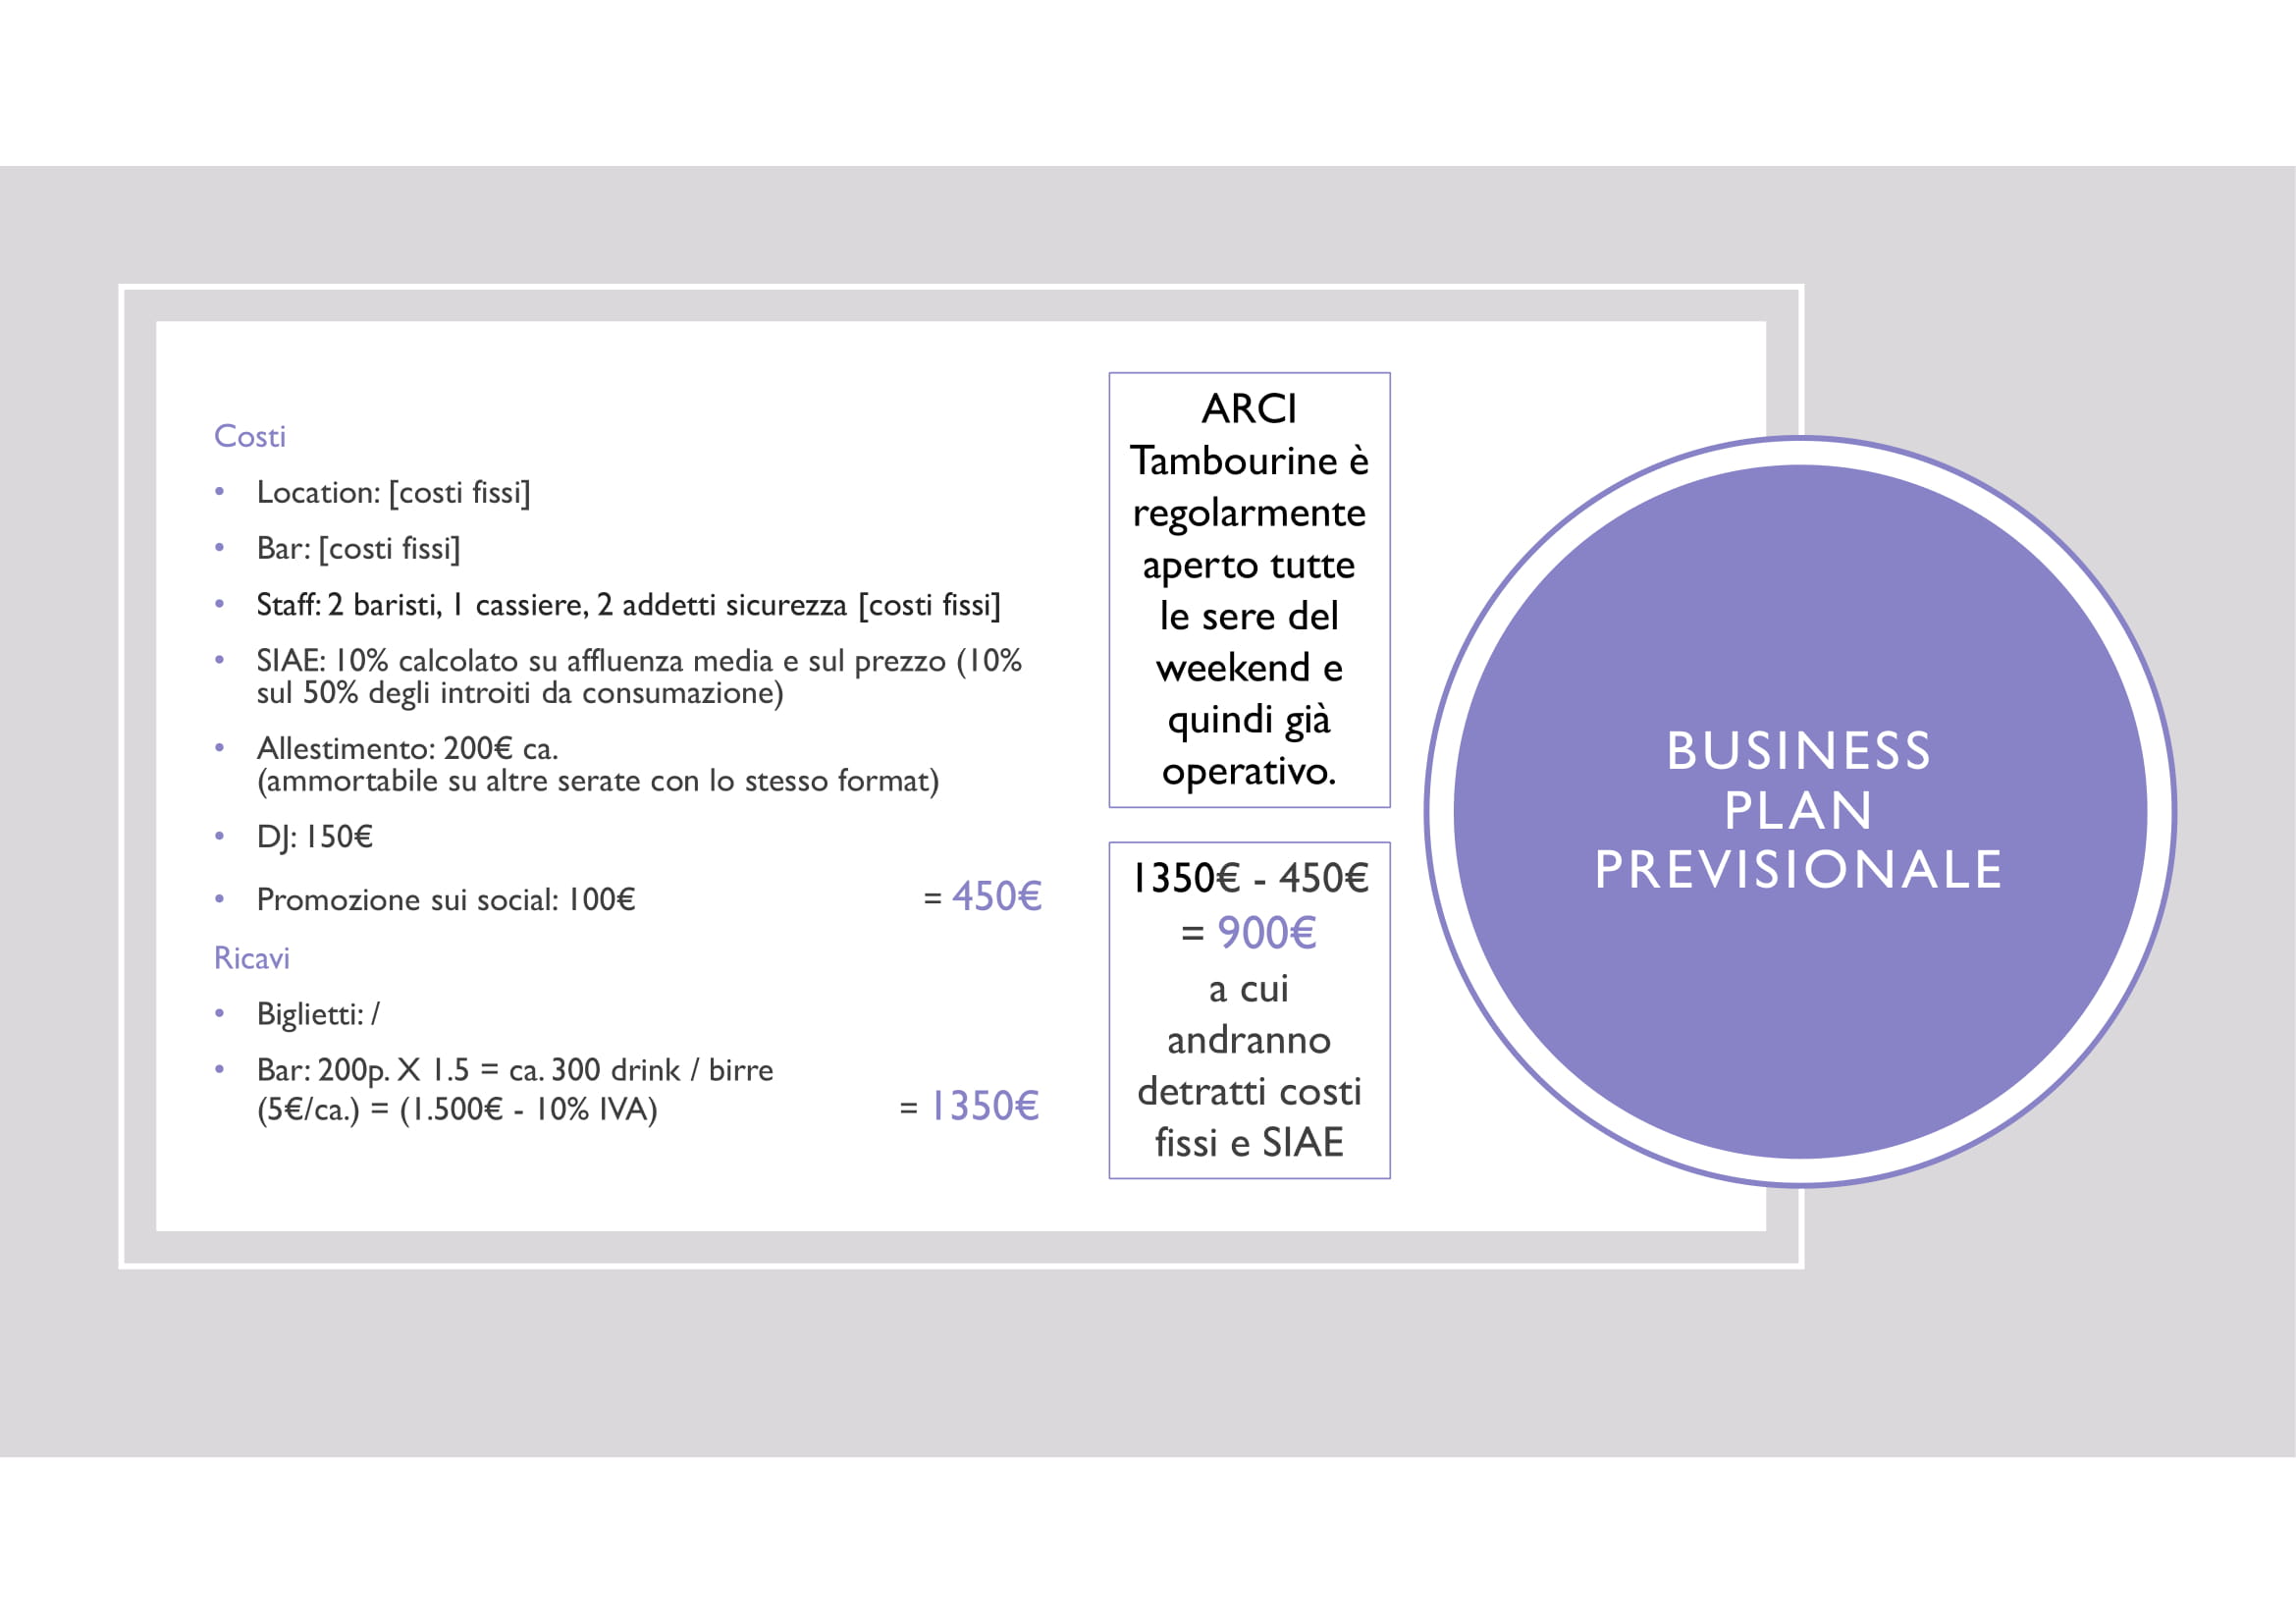 Costi
• Location: [costi fissi]
• Bar: [costi fissi]
• Staff: 2 baristi, 1 cassiere, 2 addetti sicurezza [costi fissi]
• SIAE: 10% calcolato su affluenza media e sul prezzo (10%
sul 50% degli introiti da consumazione)
• Allestimento: 200€ ca.
(ammortabile su altre serate con lo stesso format)
• DJ: 150€
• Promozione sui social: 100€ = 450€
Ricavi
• Biglietti: /
• Bar: 200p. X 1.5 = ca. 300 drink / birre
(5€/ca.) = (1.500€ - 10% IVA) = 1350€
ARCI
Tambourine è
regolarmente
aperto tutte
le sere del
weekend e
quindi già
operativo.
1350€ - 450€
= 900€
a cui
andranno
detratti costi
fissi e SIAE
BUSINESS
PLAN
PREVISIONALE